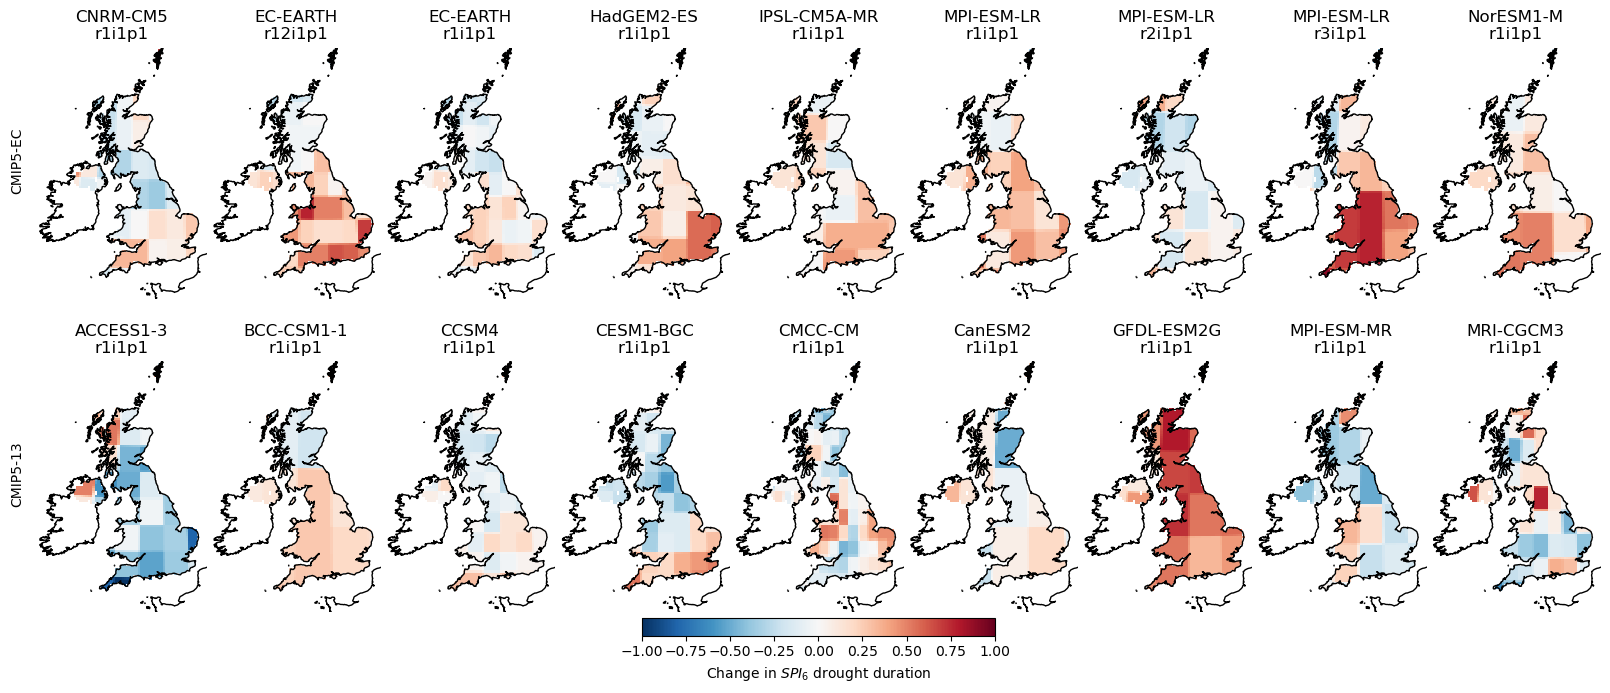 CNRM-CM5 EC-EARTH EC-EARTH HadGEM2-ES IPSL-CM5A-MR MPI-ESM-LR MPI-ESM-LR MPI-ESM-LR NorESM1-M
r1i1p1 r12i1p1 r1i1p1 r1i1p1 r1i1p1 r1i1p1 r2i1p1 r3i1p1 r1i1p1
CMIP5-EC
ACCESS1-3 BCC-CSM1-1 CCSM4 CESM1-BGC CMCC-CM CanESM2 GFDL-ESM2G MPI-ESM-MR MRI-CGCM3
r1i1p1 r1i1p1 r1i1p1 r1i1p1 r1i1p1 r1i1p1 r1i1p1 r1i1p1 r1i1p1
CMIP5-13
−1.00 −0.75 −0.50 −0.25 0.00 0.25 0.50 0.75 1.00
Change in SPI₆ drought duration